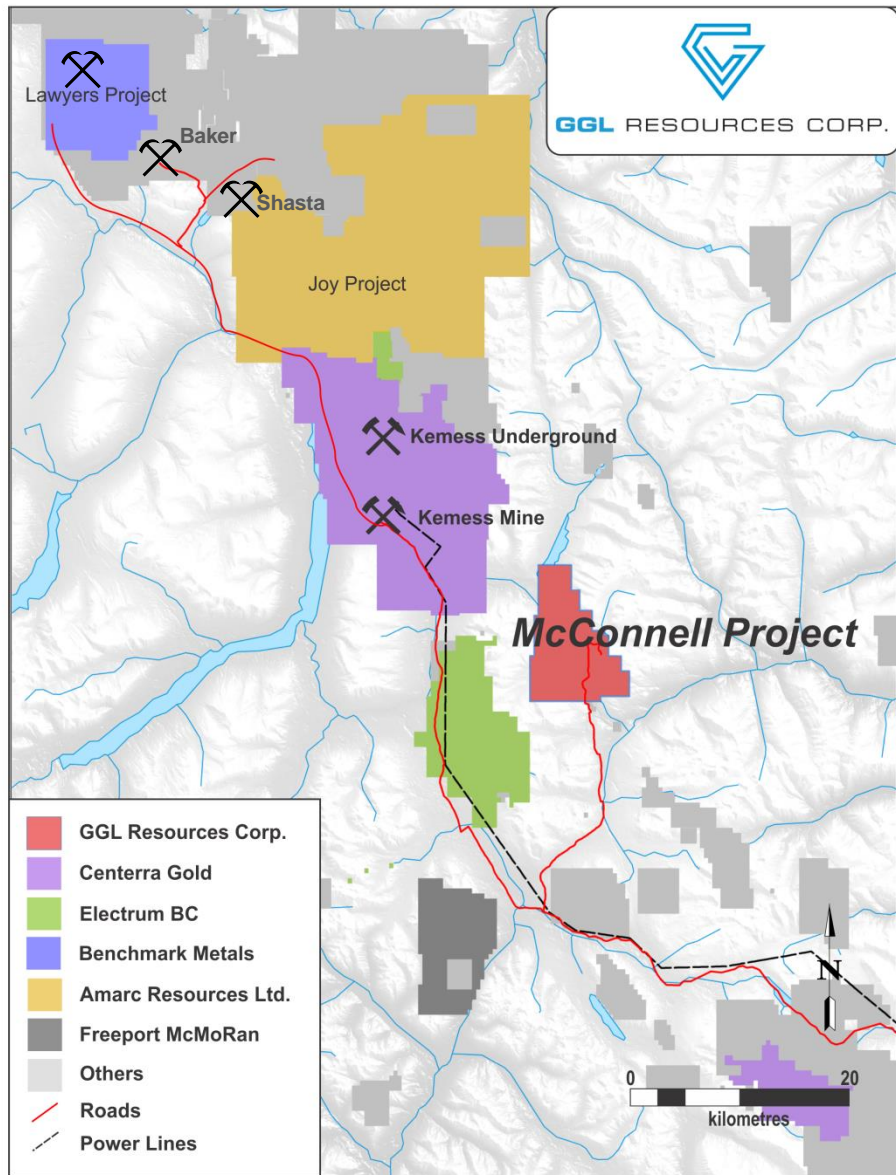 GGL RESOURCES CORP.
Lawyers Project
Baker
Shasta
Joy Project
Kemess Underground
Kemess Mine
McConnell Project
GGL Resources Corp.
Centerra Gold
Electrum BC
Benchmark Metals
Amarc Resources Ltd.
Freeport McMoRan
Others
Roads
Power Lines
N
0 20
kilometres